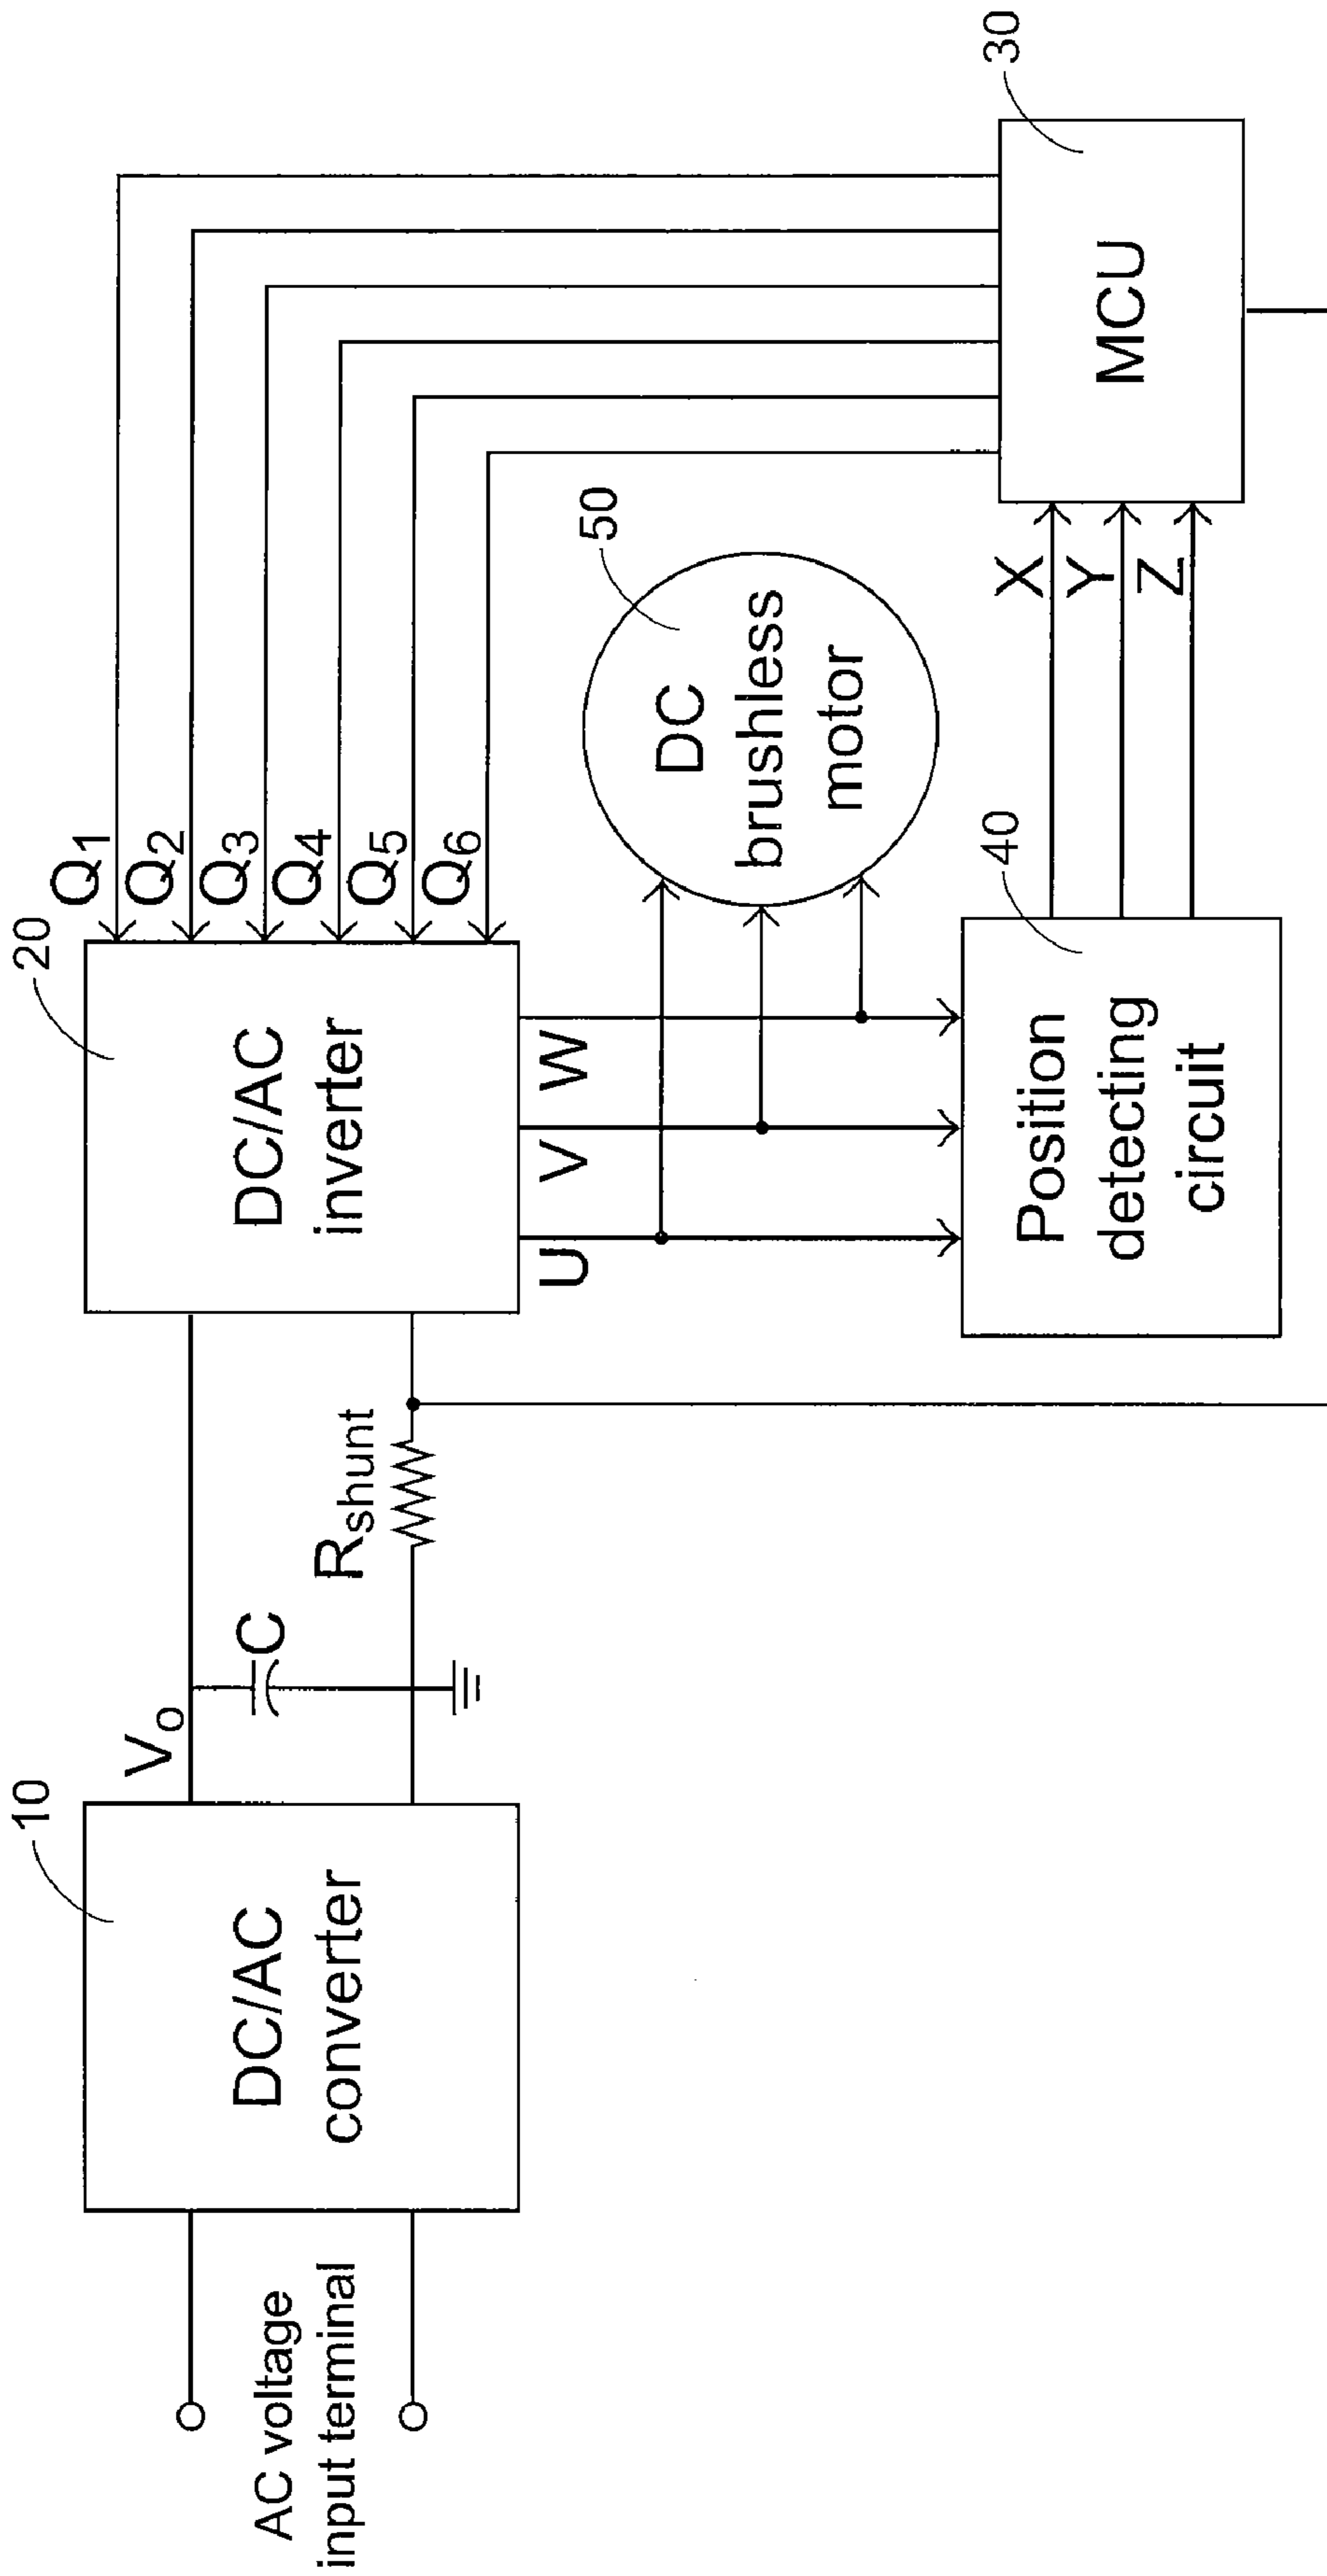 10
DC/AC
converter
AC voltage
input terminal
Vo
C
Rshunt
20
DC/AC
inverter
Q1
Q2
Q3
Q4
Q5
Q6
U
V
W
50
DC
brushless
motor
40
Position
detecting
circuit
X
Y
Z
30
MCU